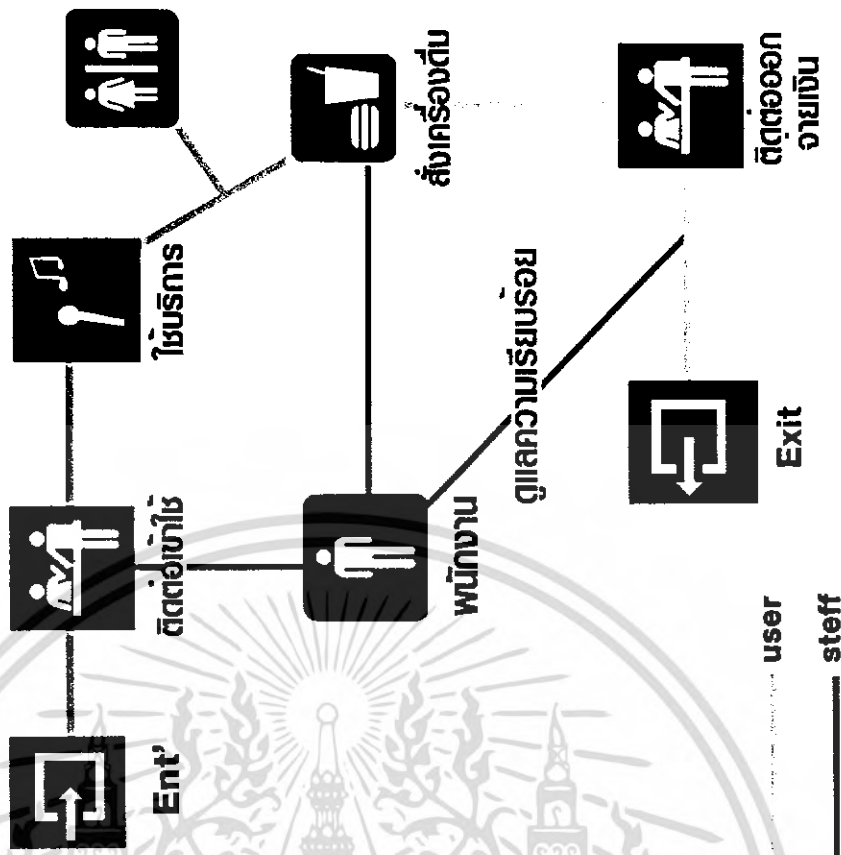 Ent'
ติดต่อเข้าใช้
ใช้บริการ
พนักงาน
สั่งเครื่องดื่ม
ดูแลความเรียบร้อย
Exit
ติดต่อออก
จ่ายเงิน
user
steff